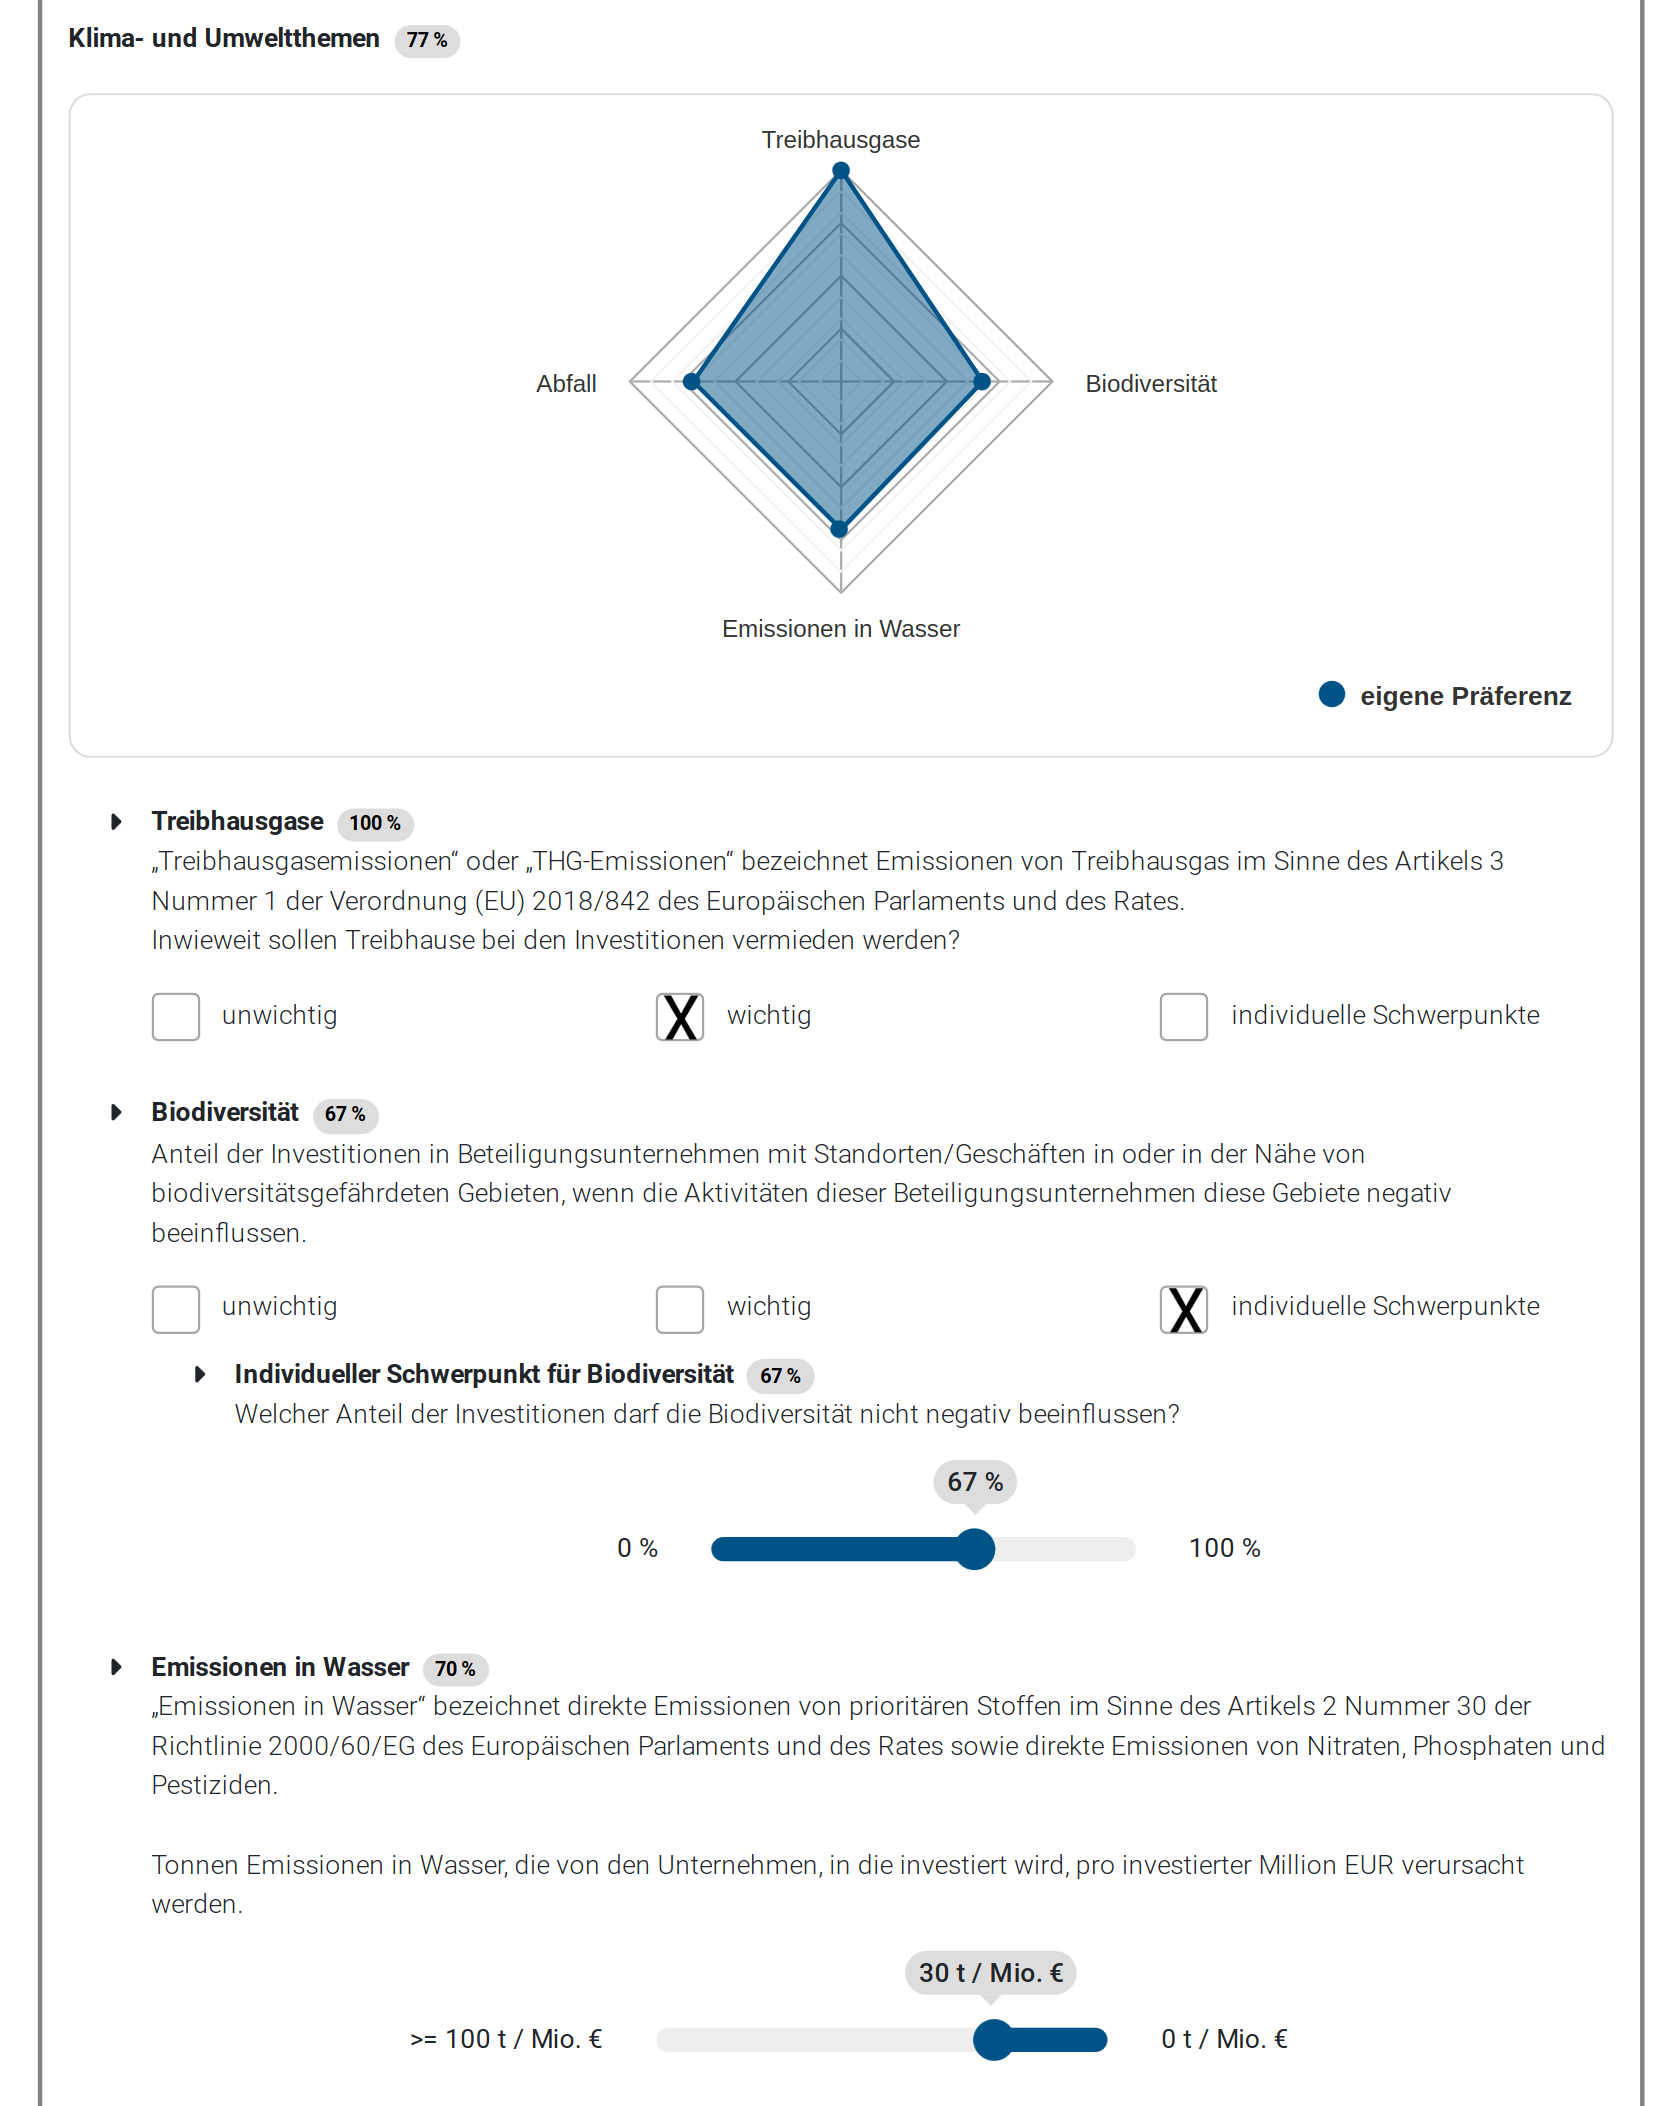 Klima- und Umweltthemen 77 %
Treibhausgase
Abfall
Biodiversität
Emissionen in Wasser
eigene Präferenz
Treibhausgase 100 %
„Treibhausgasemissionen“ oder „THG-Emissionen“ bezeichnet Emissionen von Treibhausgas im Sinne des Artikels 3
Nummer 1 der Verordnung (EU) 2018/842 des Europäischen Parlaments und des Rates.
Inwieweit sollen Treibhause bei den Investitionen vermieden werden?
unwichtig X wichtig individuelle Schwerpunkte
Biodiversität 67 %
Anteil der Investitionen in Beteiligungsunternehmen mit Standorten/Geschäften in oder in der Nähe von
biodiversitätsgefährdeten Gebieten, wenn die Aktivitäten dieser Beteiligungsunternehmen diese Gebiete negativ
beeinflussen.
unwichtig wichtig X individuelle Schwerpunkte
Individueller Schwerpunkt für Biodiversität 67 %
Welcher Anteil der Investitionen darf die Biodiversität nicht negativ beeinflussen?
67 %
0 % 100 %
Emissionen in Wasser 70 %
„Emissionen in Wasser“ bezeichnet direkte Emissionen von prioritären Stoffen im Sinne des Artikels 2 Nummer 30 der
Richtlinie 2000/60/EG des Europäischen Parlaments und des Rates sowie direkte Emissionen von Nitraten, Phosphaten und
Pestiziden.
Tonnen Emissionen in Wasser, die von den Unternehmen, in die investiert wird, pro investierter Million EUR verursacht
werden.
30 t / Mio. €
>= 100 t / Mio. € 0 t / Mio. €